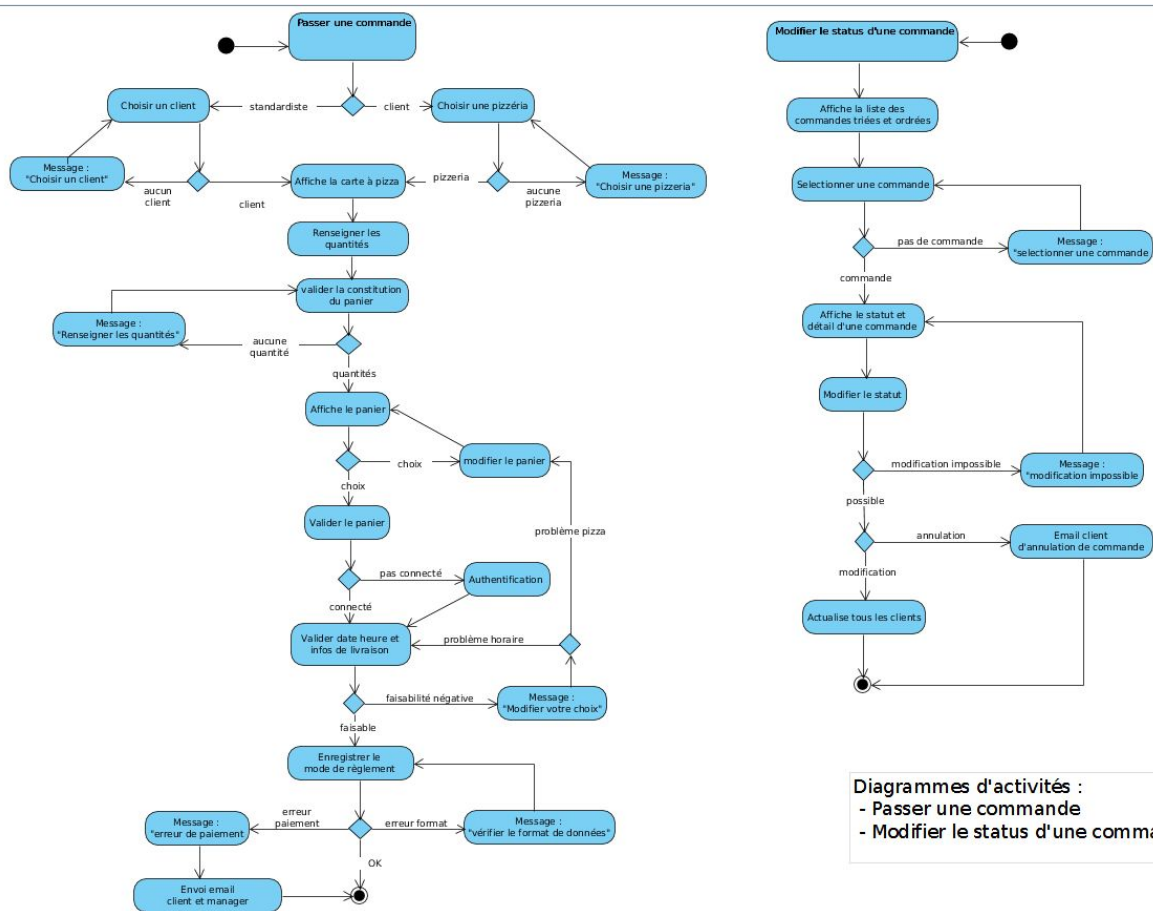 Passer une commande
Choisir un client
standardiste
client
Choisir une pizzéria
Message :
"Choisir un client"
aucun
client
client
Affiche la carte à pizza
pizzeria
aucune
pizzeria
Message :
"Choisir une pizzeria"
Renseigner les
quantités
valider la constitution
du panier
Message :
"Renseigner les quantités"
aucune
quantité
quantités
Affiche le panier
choix
modifier le panier
choix
Valider le panier
problème pizza
pas connecté
Authentification
connecté
Valider date heure et
infos de livraison
problème horaire
faisabilité négative
Message :
"Modifier votre choix"
faisable
Enregistrer le
mode de règlement
Message :
"erreur de paiement
erreur
paiement
erreur format
Message :
"vérifier le format de données"
OK
Envoi email
client et manager
Modifier le status d'une commande
Affiche la liste des
commandes triées et ordrées
Selectionner une commande
pas de commande
Message :
"selectionner une commande
commande
Affiche le statut et
détail d'une commande
Modifier le statut
modification impossible
Message :
"modification impossible
possible
annulation
Email client
d'annulation de commande
modification
Actualise tous les clients
Diagrammes d'activités :
- Passer une commande
- Modifier le status d'une comma